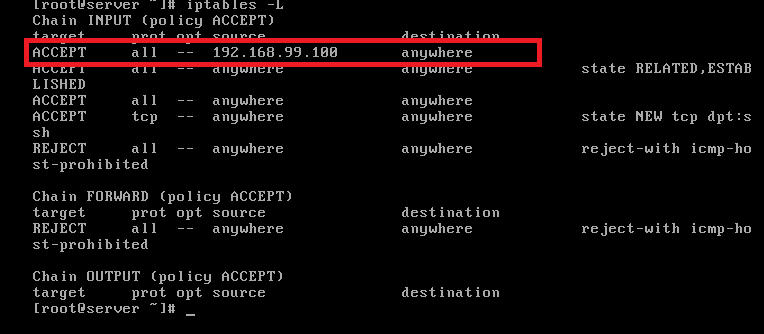 [root@server ~]# iptables -L
Chain INPUT (policy ACCEPT)
target     prot opt source               destination
ACCEPT     all  --  192.168.99.100       anywhere
ACCEPT     all  --  anywhere             anywhere            state RELATED,ESTAB
LISHED
ACCEPT     all  --  anywhere             anywhere
ACCEPT     tcp  --  anywhere             anywhere            state NEW tcp dpt:s
sh
REJECT     all  --  anywhere             anywhere            reject-with icmp-ho
st-prohibited
Chain FORWARD (policy ACCEPT)
target     prot opt source               destination
REJECT     all  --  anywhere             anywhere            reject-with icmp-ho
st-prohibited
Chain OUTPUT (policy ACCEPT)
target     prot opt source               destination
[root@server ~]# _